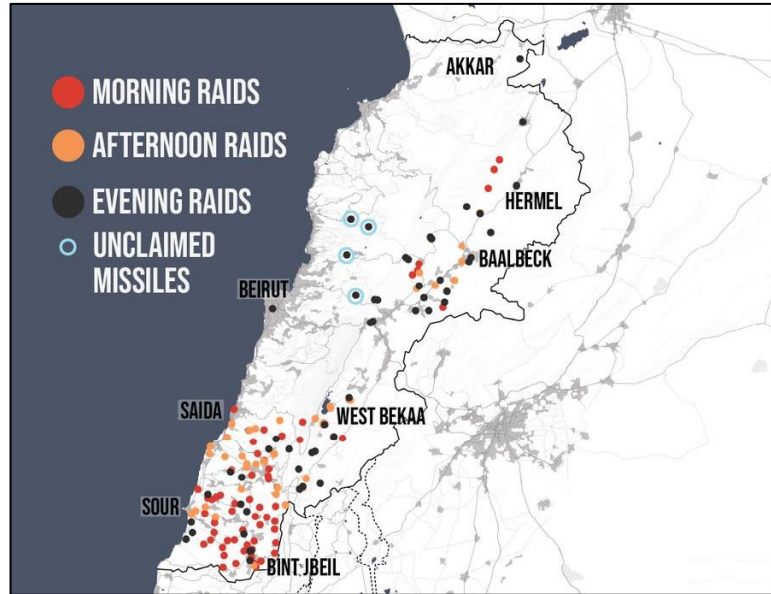 MORNING RAIDS
AFTERNOON RAIDS
EVENING RAIDS
UNCLAIMED
MISSILES
AKKAR
HERMEL
BAALBECK
BEIRUT
SAIDA
WEST BEKAA
SOUR
BINT JBEIL